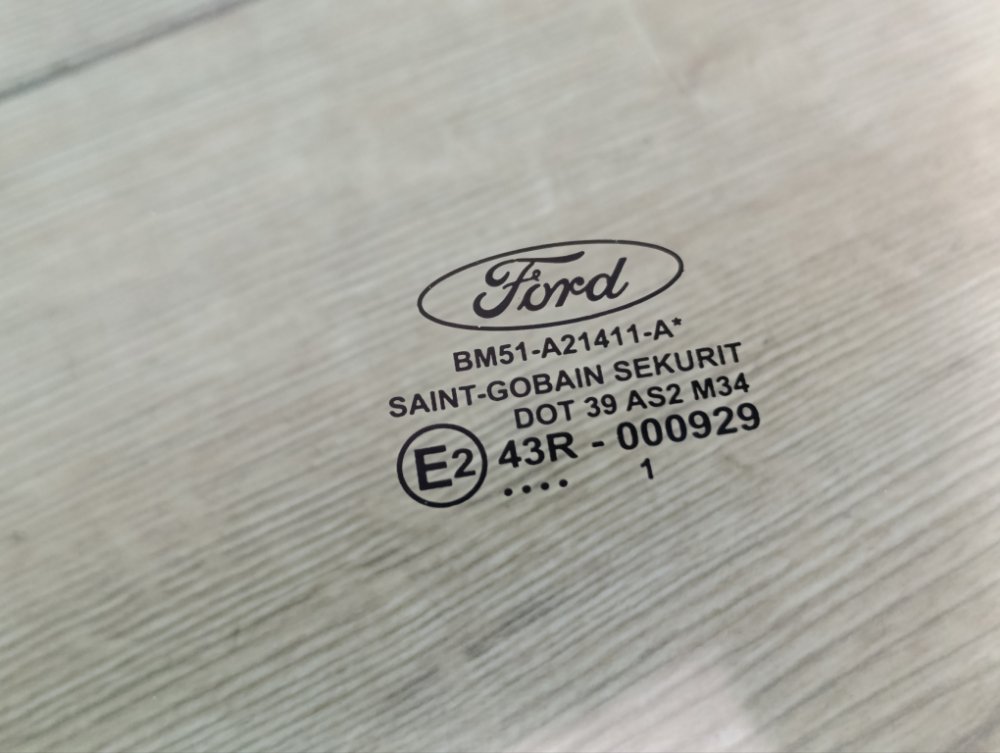 Ford
BM51-A21411-A*
SAINT-GOBAIN SEKURIT
DOT 39 AS2 M34
E2 43R - 000929
.... 1